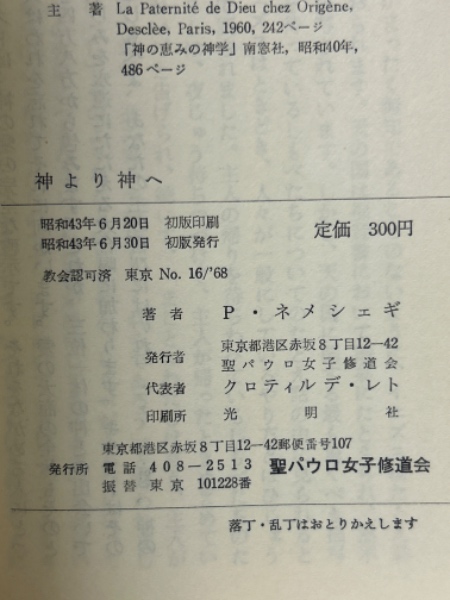 主　著　La Paternité de Dieu chez Origène,
Desclèe, Paris, 1960, 242ページ
「神の恵みの神学」南窓社，昭和40年，
486ページ
神より神へ
昭和43年6月20日　初版印刷
昭和43年6月30日　初版発行
定価　300円
教会認可済　東京 No. 16/'68
著者　P・ネメシェギ
発行者　東京都港区赤坂8丁目12—42
聖パウロ女子修道会
代表者　クロティルデ・レト
印刷所　光明社
発行所　東京都港区赤坂8丁目12—42郵便番号107
電話　408—2513　聖パウロ女子修道会
振替　東京　101228番
落丁・乱丁はおとりかえします